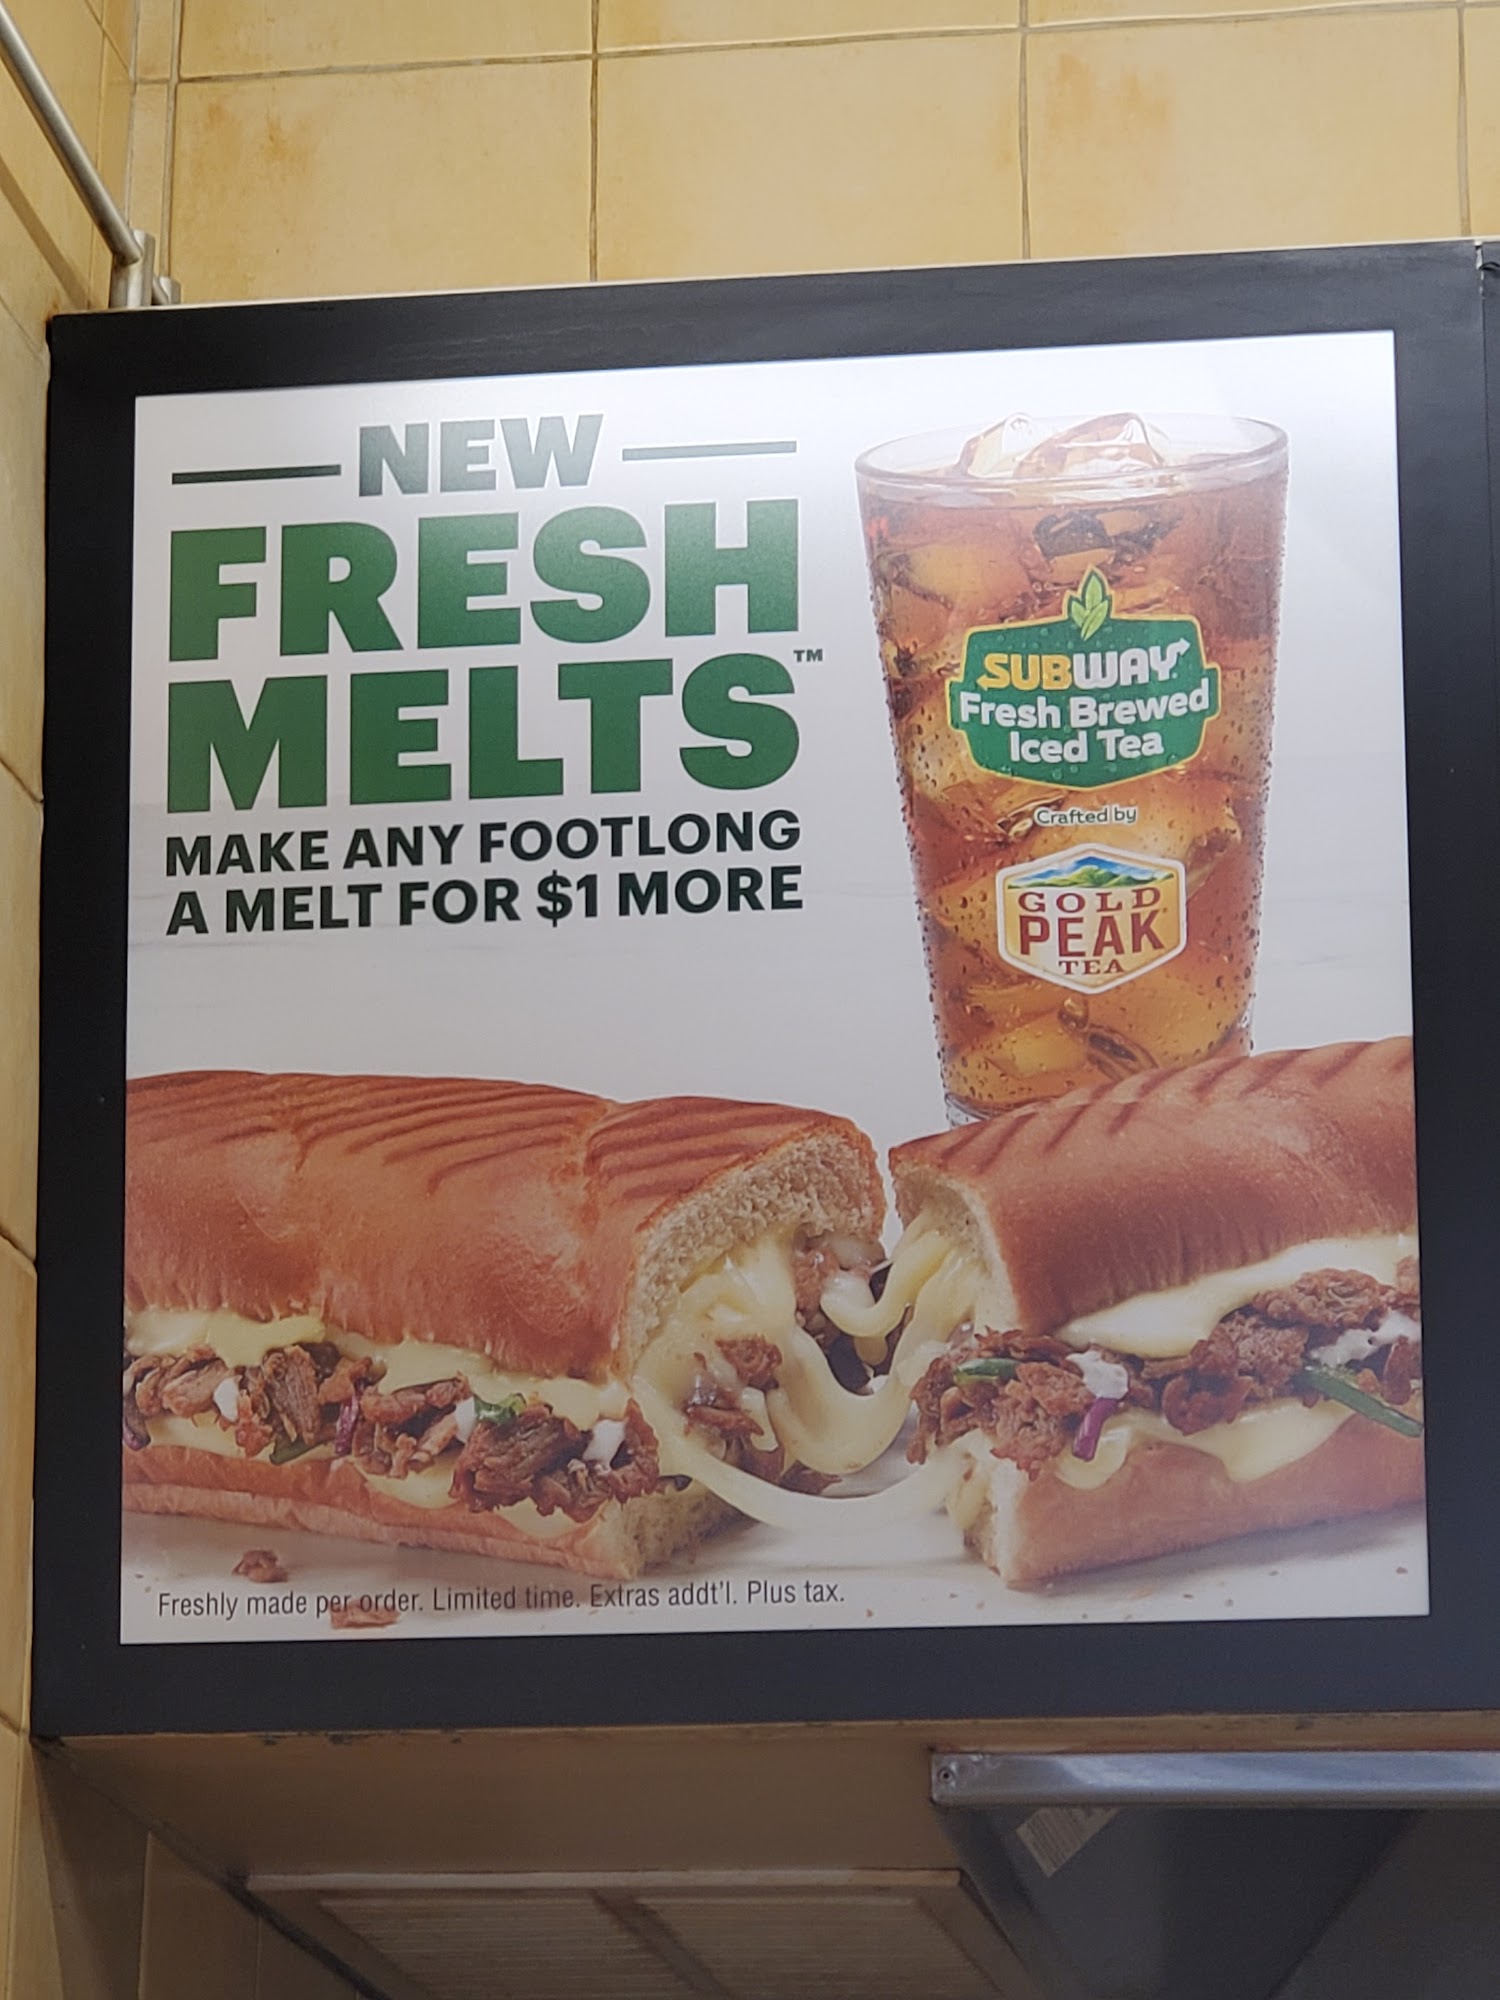 NEW
FRESH
MELTS™
MAKE ANY FOOTLONG
A MELT FOR $1 MORE
SUBWAY
Fresh Brewed
Iced Tea
Crafted by
GOLD
PEAK
TEA
Freshly made per order. Limited time. Extras addt'l. Plus tax.